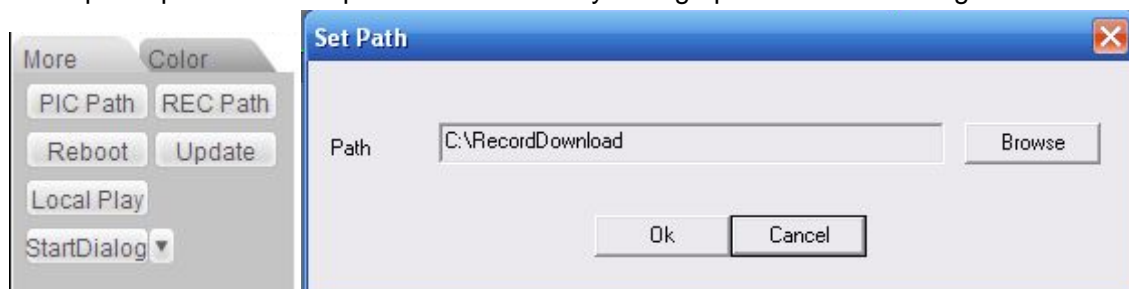 Set Path
More Color
PIC Path REC Path
Reboot Update
Local Play
StartDialog
Path C:\RecordDownload Browse
Ok Cancel